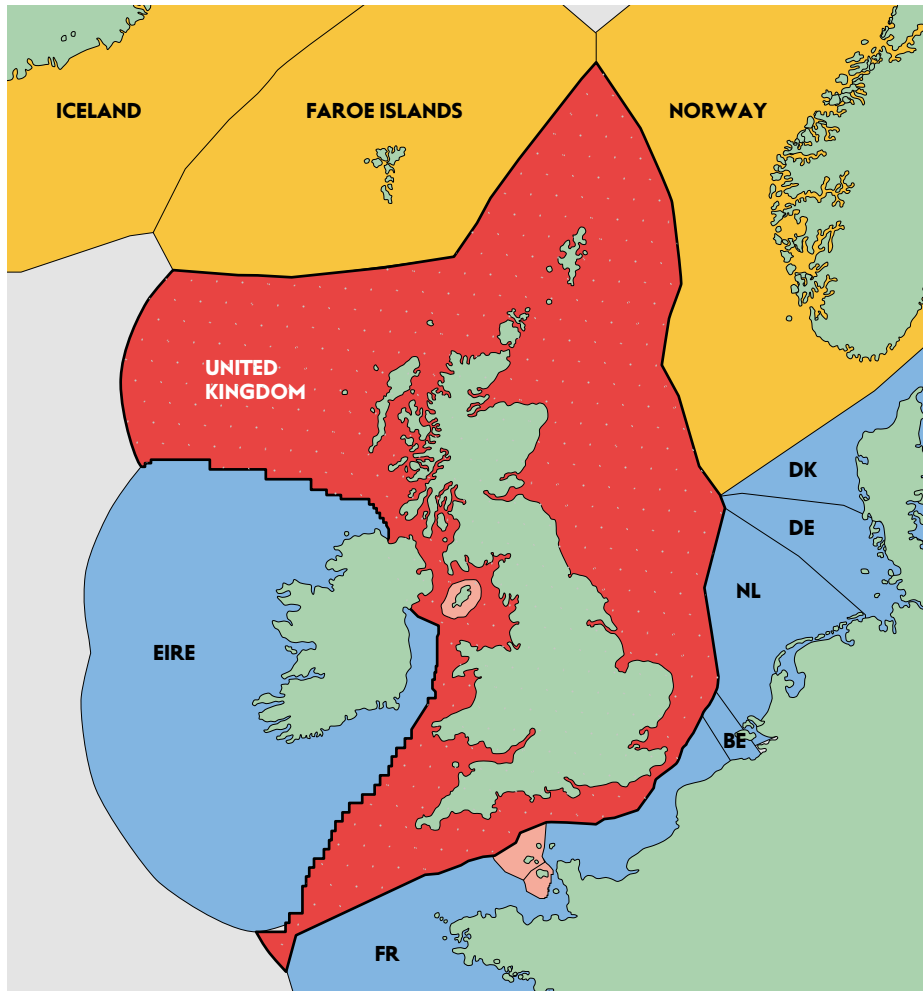 ICELAND
FAROE ISLANDS
NORWAY
UNITED
KINGDOM
DK
DE
NL
EIRE
BE
FR